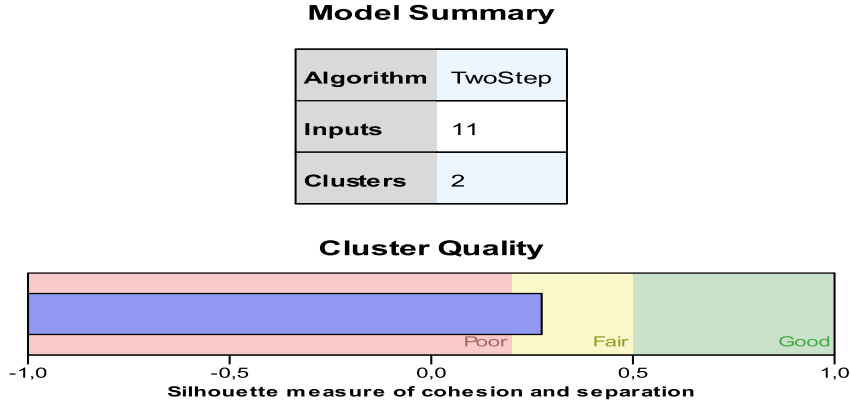 Model Summary
Algorithm TwoStep
Inputs 11
Clusters 2
Cluster Quality
Poor Fair Good
-1,0 -0,5 0,0 0,5 1,0
Silhouette measure of cohesion and separation